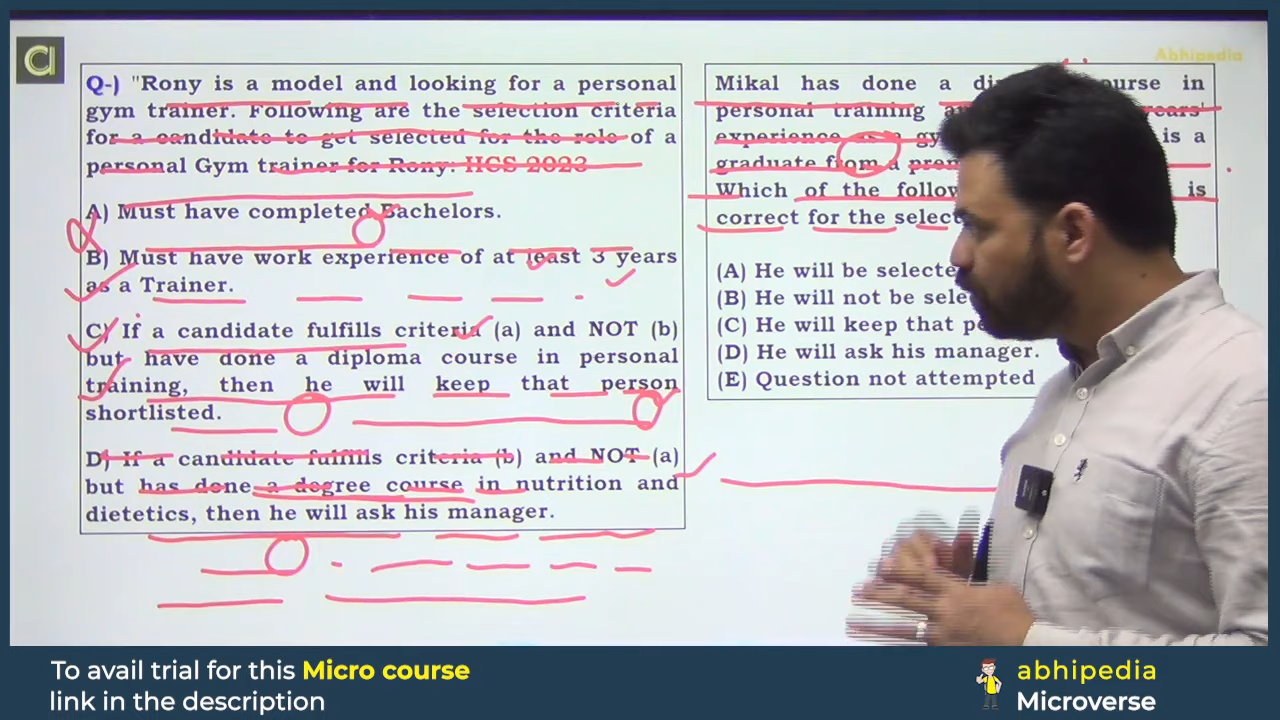 CA
Abhipedia
Q-) "Rony is a model and looking for a personal
gym trainer. Following are the selection criteria
for a candidate to get selected for the role of a
personal Gym trainer for Rony: HCS 2023
A) Must have completed Bachelors.
B) Must have work experience of at least 3 years
as a Trainer.
C) If a candidate fulfills criteria (a) and NOT (b)
but have done a diploma course in personal
training, then he will keep that person
shortlisted.
D) If a candidate fulfills criteria (b) and NOT (a)
but has done a degree course in nutrition and
dietetics, then he will ask his manager.
Mikal has done a course in
personal training
experience as a is a
graduate from a
Which of the is
correct for the
(A) He will be
(B) He will not be
(C) He will keep that
(D) He will ask his manager.
(E) Question not attempted
To avail trial for this Micro course
link in the description
abhipedia
Microverse